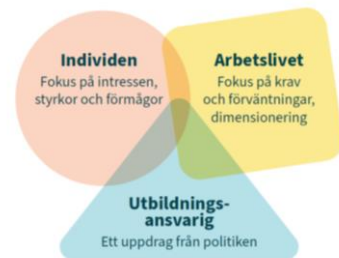 Individen
Fokus på intressen,
styrkor och förmågor
Arbetslivet
Fokus på krav
och förväntningar,
dimensionering
Utbildnings-
ansvarig
Ett uppdrag från politiken